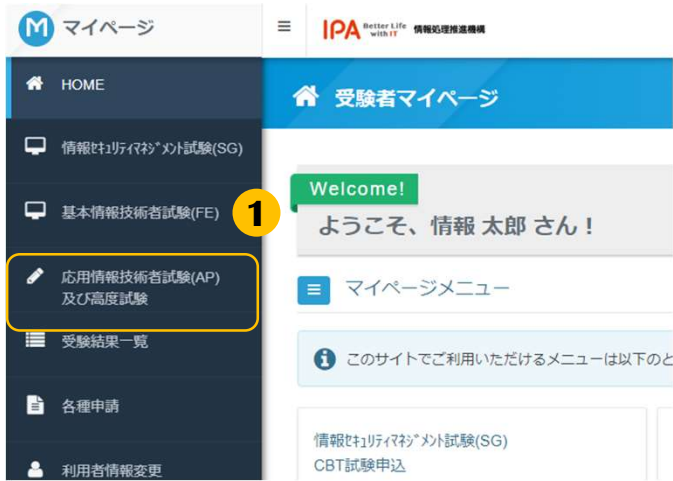 M マイページ
IPA Better Life with IT 情報処理推進機構
HOME
情報ｾｷｭﾘﾃｨﾏﾈｼﾞﾒﾝﾄ試験(SG)
基本情報技術者試験(FE)
1
応用情報技術者試験(AP)
及び高度試験
受験結果一覧
各種申請
利用者情報変更
受験者マイページ
Welcome!
ようこそ、情報 太郎 さん！
マイページメニュー
このサイトでご利用いただけるメニューは以下のと
情報ｾｷｭﾘﾃｨﾏﾈｼﾞﾒﾝﾄ試験(SG)
CBT試験申込